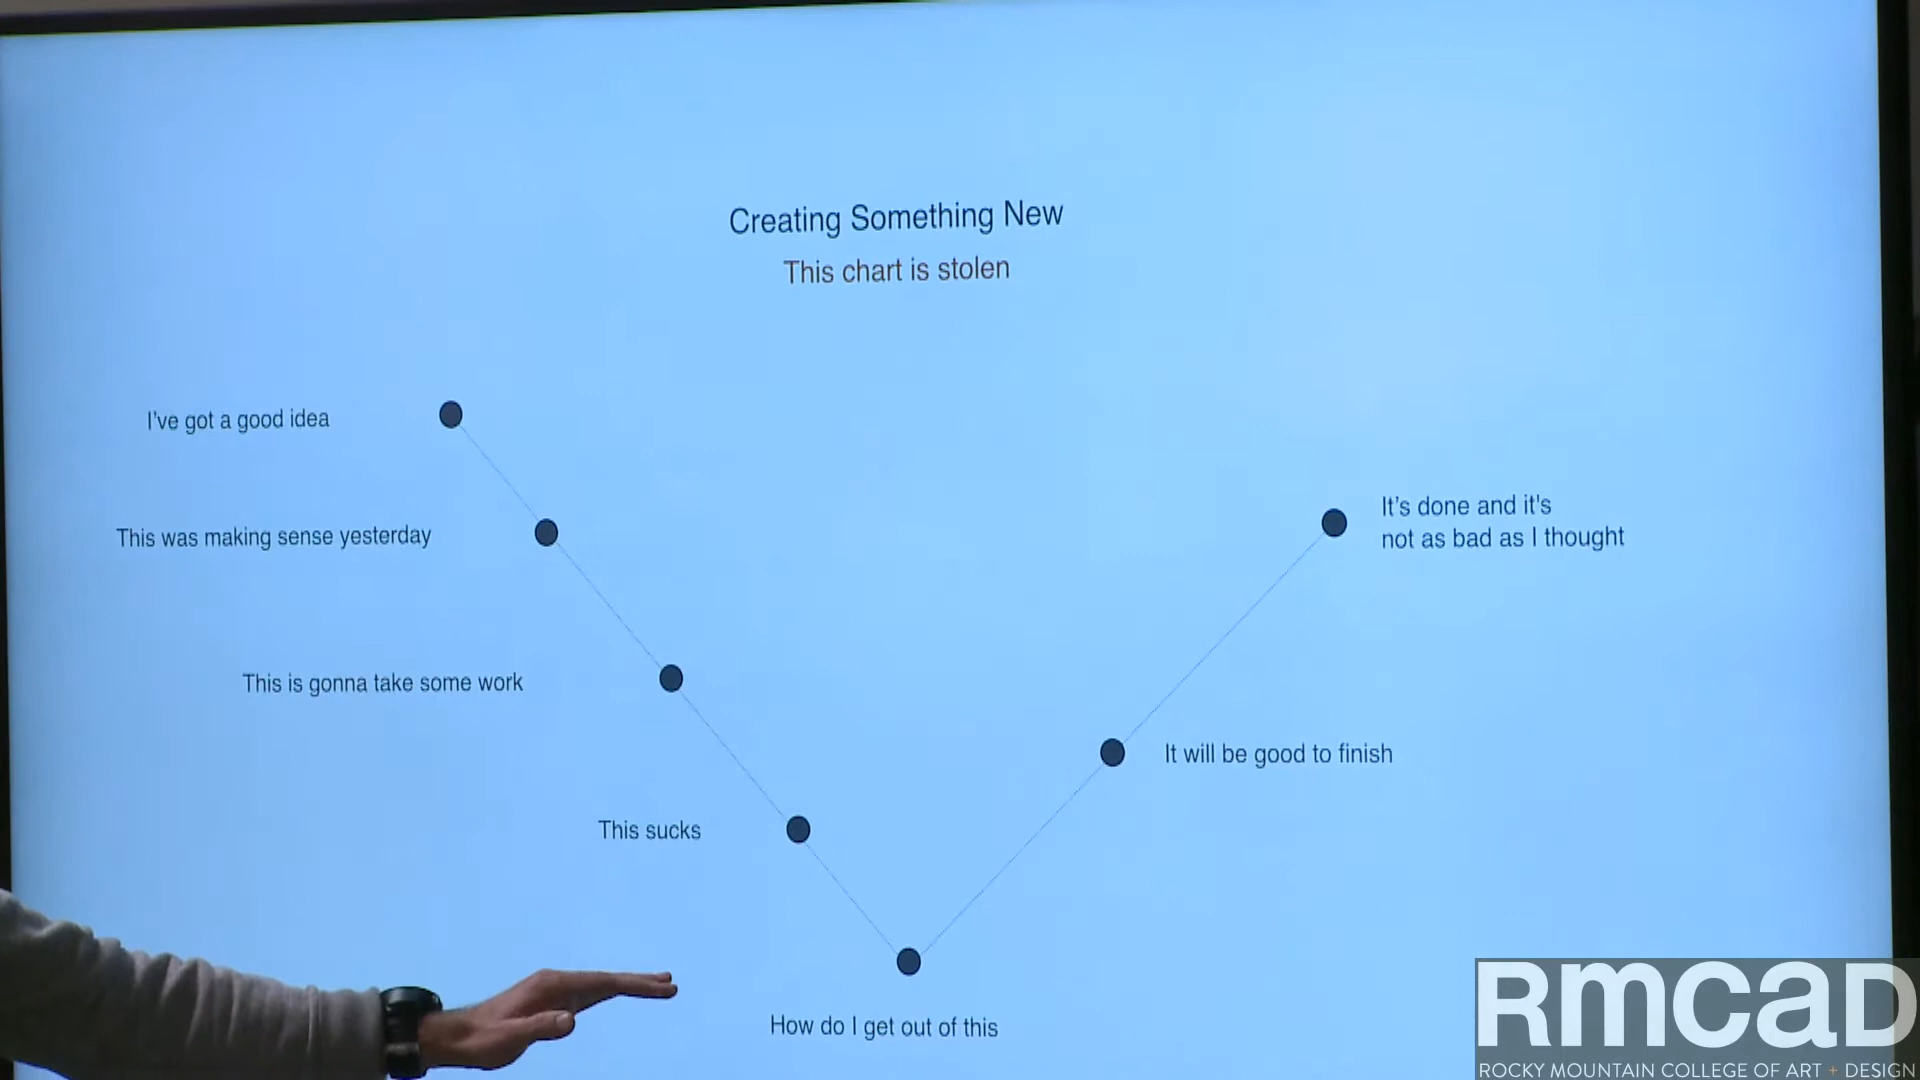 Creating Something New
This chart is stolen
I've got a good idea
This was making sense yesterday
This is gonna take some work
This sucks
How do I get out of this
It will be good to finish
It's done and it's
not as bad as I thought
RMCAD
ROCKY MOUNTAIN COLLEGE OF ART + DESIGN